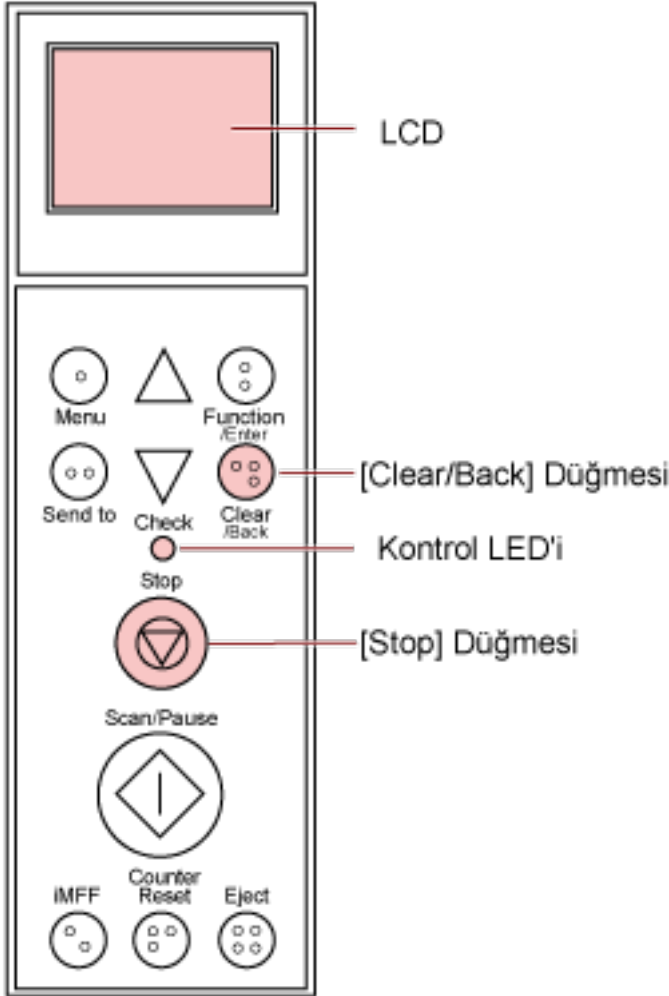 LCD
Menu
Function
/Enter
Send to
Check
Clear
/Back
[Clear/Back] Düğmesi
Kontrol LED'i
Stop
[Stop] Düğmesi
Scan/Pause
iMFF
Counter
Reset
Eject